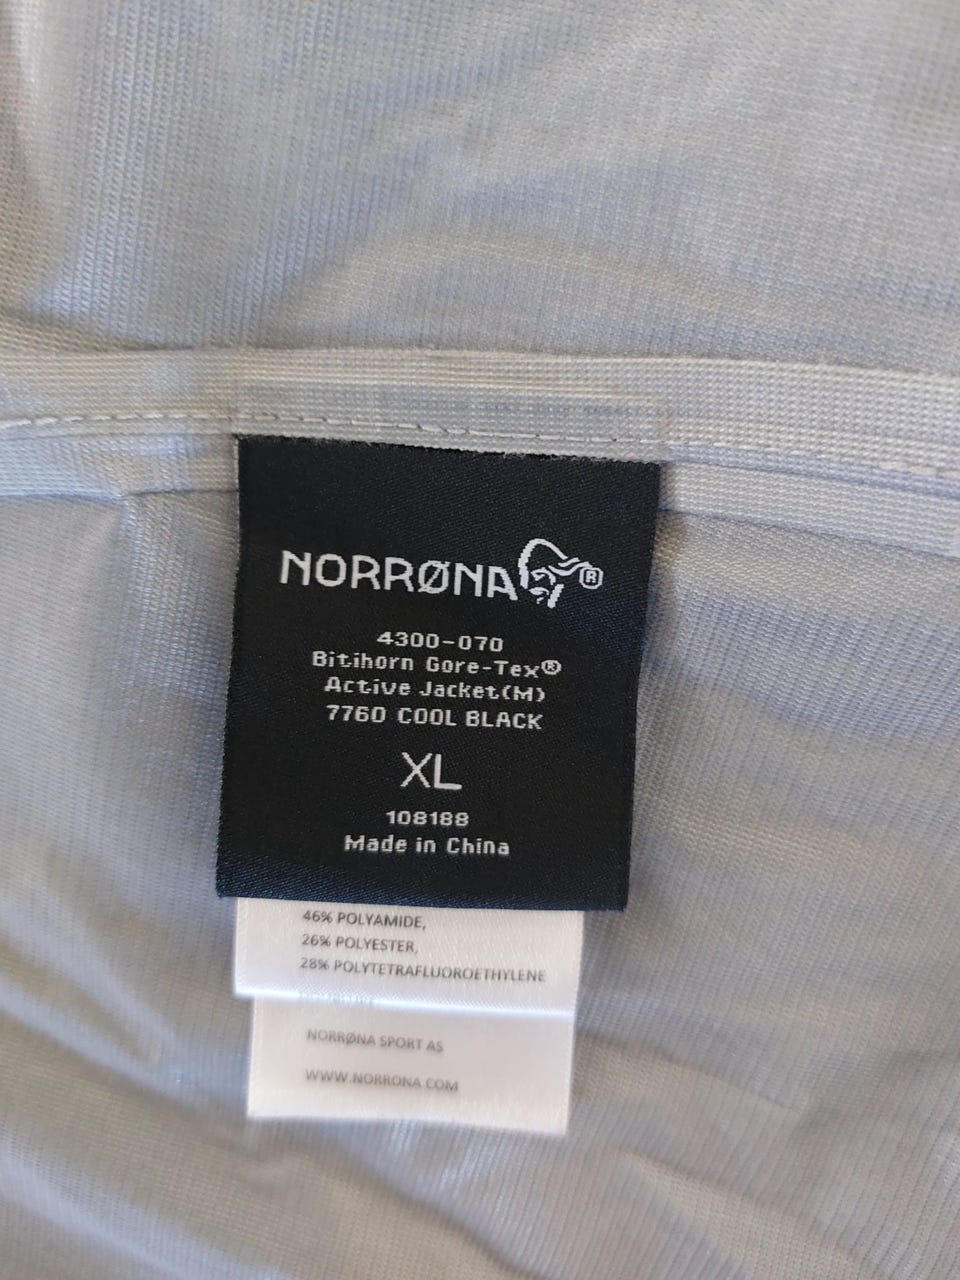 NORRØNA®
4300-070
Bitihorn Gore-Tex®
Active Jacket(M)
7760 COOL BLACK
XL
108188
Made in China
46% POLYAMIDE,
26% POLYESTER,
28% POLYTETRAFLUOROETHYLENE
NORRØNA SPORT AS
WWW.NORRONA.COM